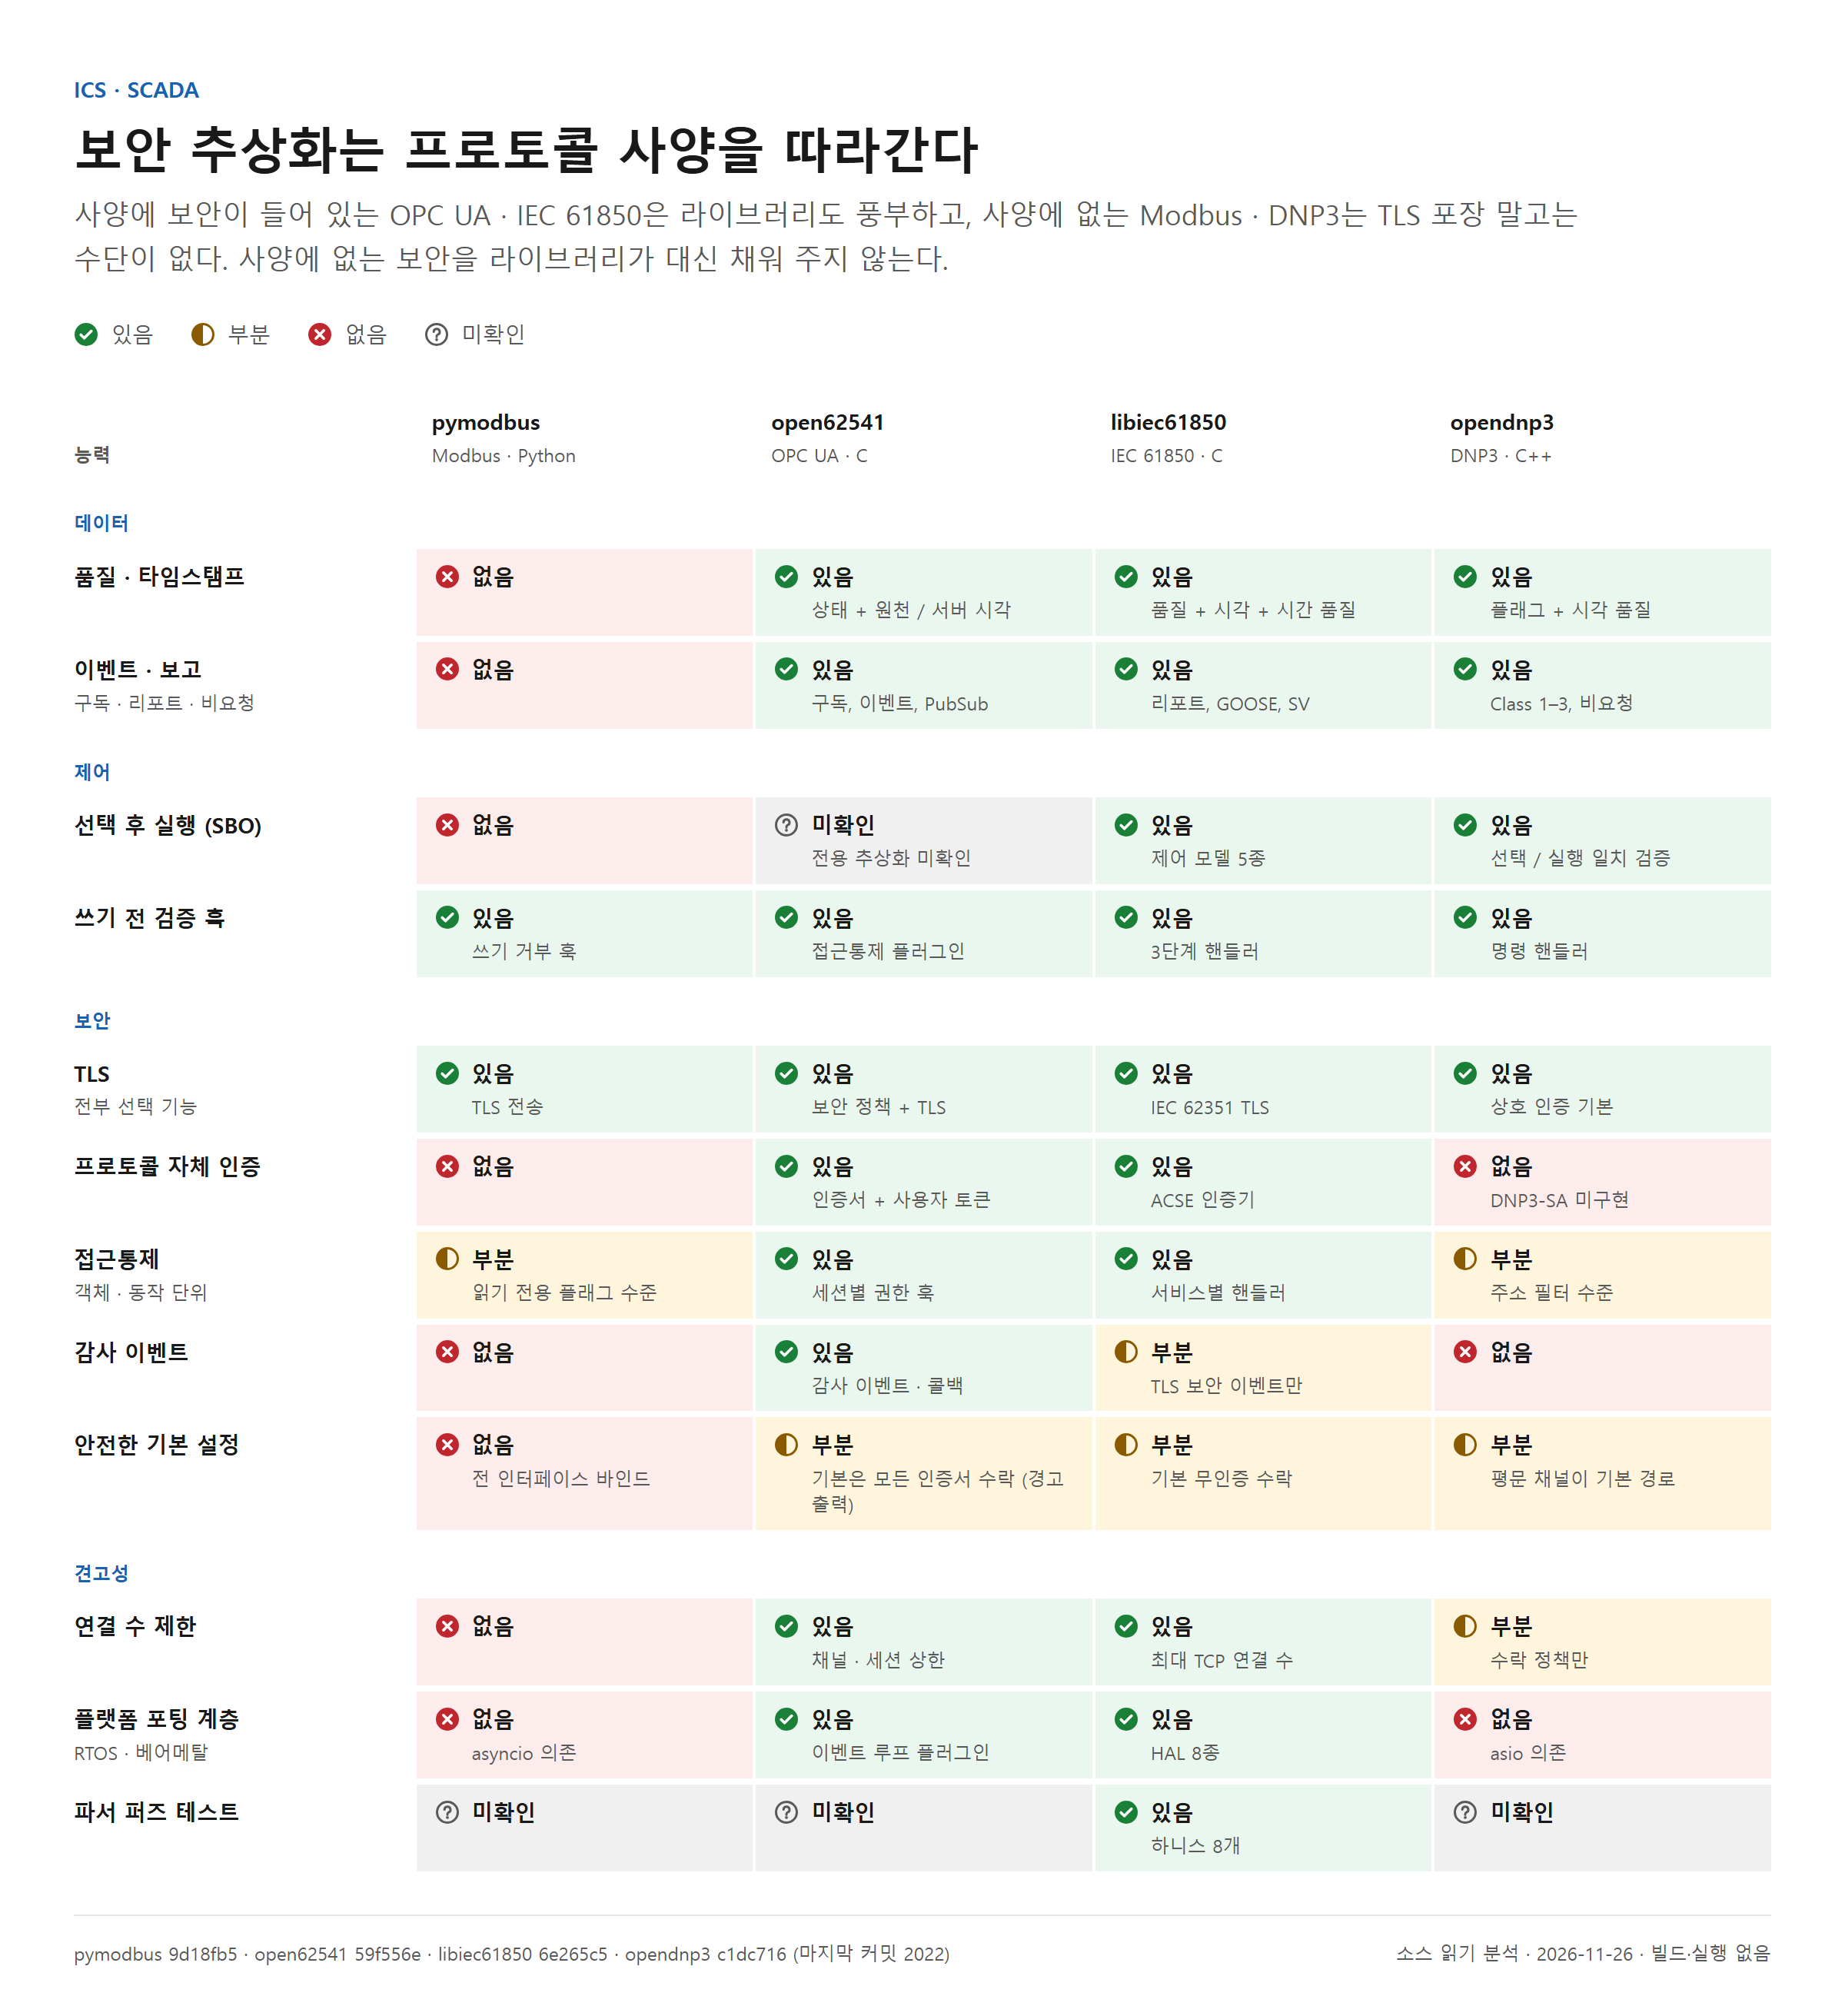 ICS · SCADA
보안 추상화는 프로토콜 사양을 따라간다
사양에 보안이 들어 있는 OPC UA · IEC 61850은 라이브러리도 풍부하고, 사양에 없는 Modbus · DNP3는 TLS 포장 말고는
수단이 없다. 사양에 없는 보안을 라이브러리가 대신 채워 주지 않는다.
있음 부분 없음 미확인
능력
pymodbus
Modbus · Python
open62541
OPC UA · C
libiec61850
IEC 61850 · C
opendnp3
DNP3 · C++
데이터
품질 · 타임스탬프
없음
있음
상태 + 원천 / 서버 시각
있음
품질 + 시각 + 시간 품질
있음
플래그 + 시각 품질
이벤트 · 보고
구독 · 리포트 · 비요청
없음
있음
구독, 이벤트, PubSub
있음
리포트, GOOSE, SV
있음
Class 1–3, 비요청
제어
선택 후 실행 (SBO)
없음
미확인
전용 추상화 미확인
있음
제어 모델 5종
있음
선택 / 실행 일치 검증
쓰기 전 검증 훅
있음
쓰기 거부 훅
있음
접근통제 플러그인
있음
3단계 핸들러
있음
명령 핸들러
보안
TLS
전부 선택 기능
있음
TLS 전송
있음
보안 정책 + TLS
있음
IEC 62351 TLS
있음
상호 인증 기본
프로토콜 자체 인증
없음
있음
인증서 + 사용자 토큰
있음
ACSE 인증기
없음
DNP3-SA 미구현
접근통제
객체 · 동작 단위
부분
읽기 전용 플래그 수준
있음
세션별 권한 훅
있음
서비스별 핸들러
부분
주소 필터 수준
감사 이벤트
없음
있음
감사 이벤트 · 콜백
부분
TLS 보안 이벤트만
없음
안전한 기본 설정
없음
전 인터페이스 바인드
부분
기본은 모든 인증서 수락 (경고
출력)
부분
기본 무인증 수락
부분
평문 채널이 기본 경로
견고성
연결 수 제한
없음
있음
채널 · 세션 상한
있음
최대 TCP 연결 수
부분
수락 정책만
플랫폼 포팅 계층
RTOS · 베어메탈
없음
asyncio 의존
있음
이벤트 루프 플러그인
있음
HAL 8종
없음
asio 의존
파서 퍼즈 테스트
미확인
미확인
있음
하니스 8개
미확인
pymodbus 9d18fb5 · open62541 59f556e · libiec61850 6e265c5 · opendnp3 c1dc716 (마지막 커밋 2022)
소스 읽기 분석 · 2026-11-26 · 빌드·실행 없음